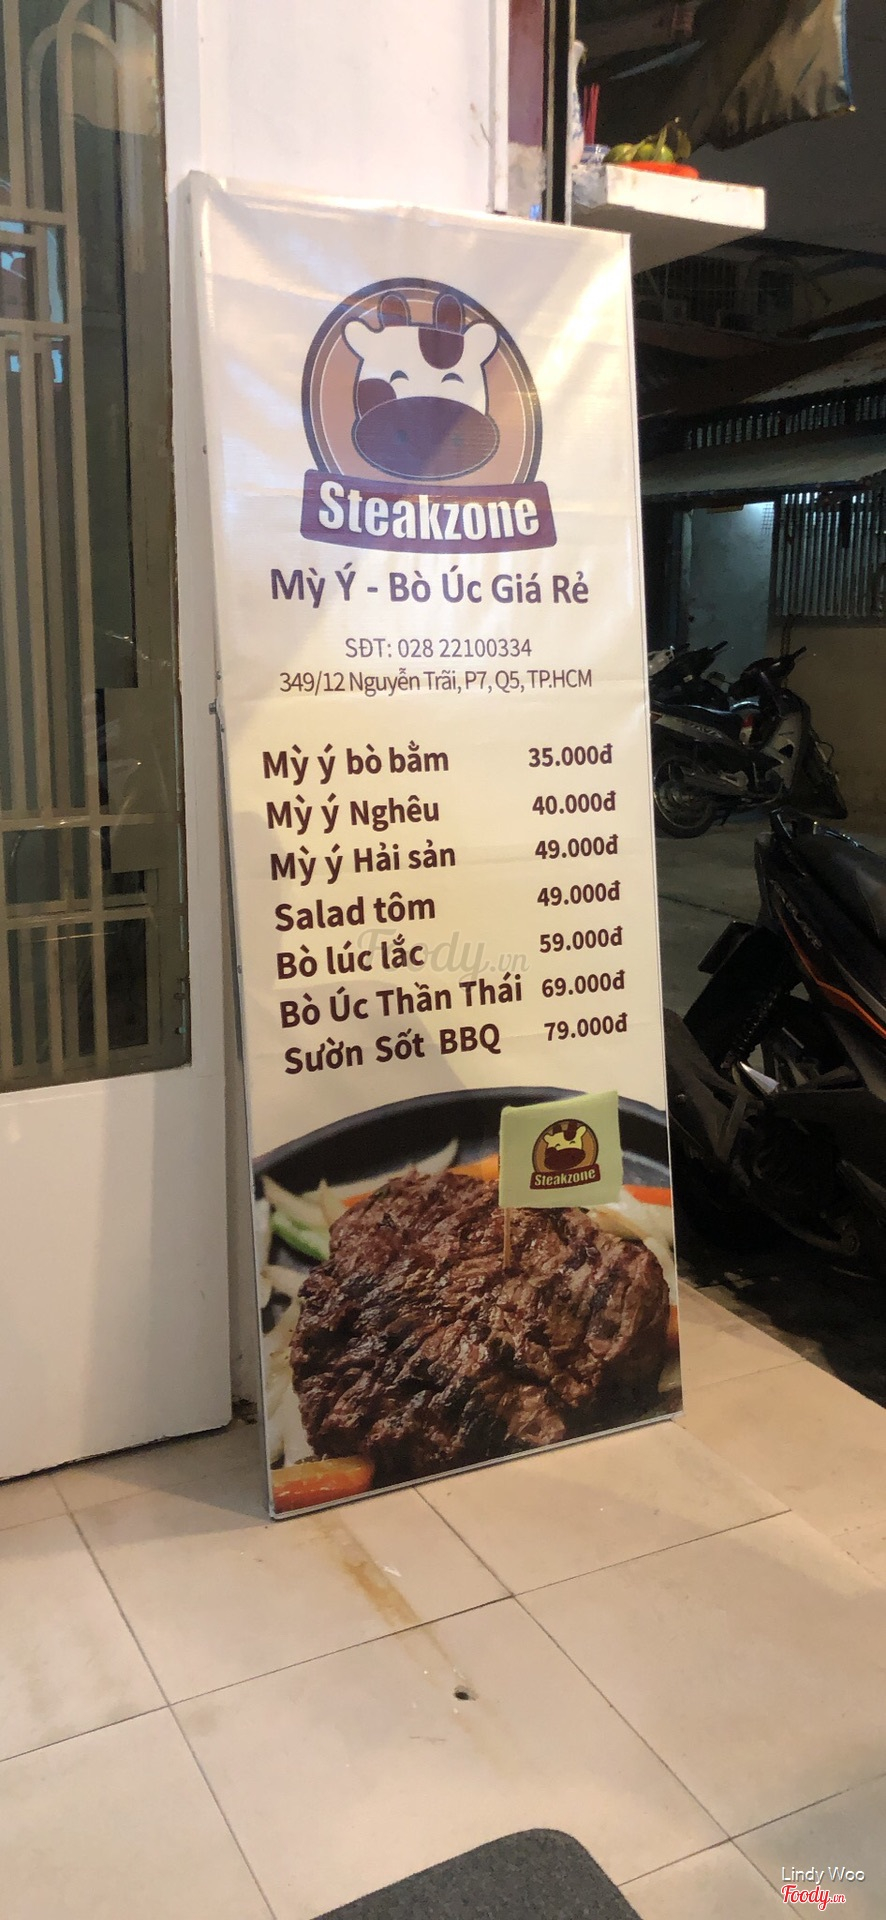 Steakzone
Mỳ Ý - Bò Úc Giá Rẻ
SĐT: 028 22100334
349/12 Nguyễn Trãi, P7, Q5, TP.HCM
Mỳ ý bò bằm 35.000đ
Mỳ ý Nghêu 40.000đ
Mỳ ý Hải sản 49.000đ
Salad tôm 49.000đ
Bò lúc lắc 59.000đ
Bò Úc Thần Thái 69.000đ
Sườn Sốt BBQ 79.000đ
Foody.vn
Steakzone
Lindy Woo
Foody.vn